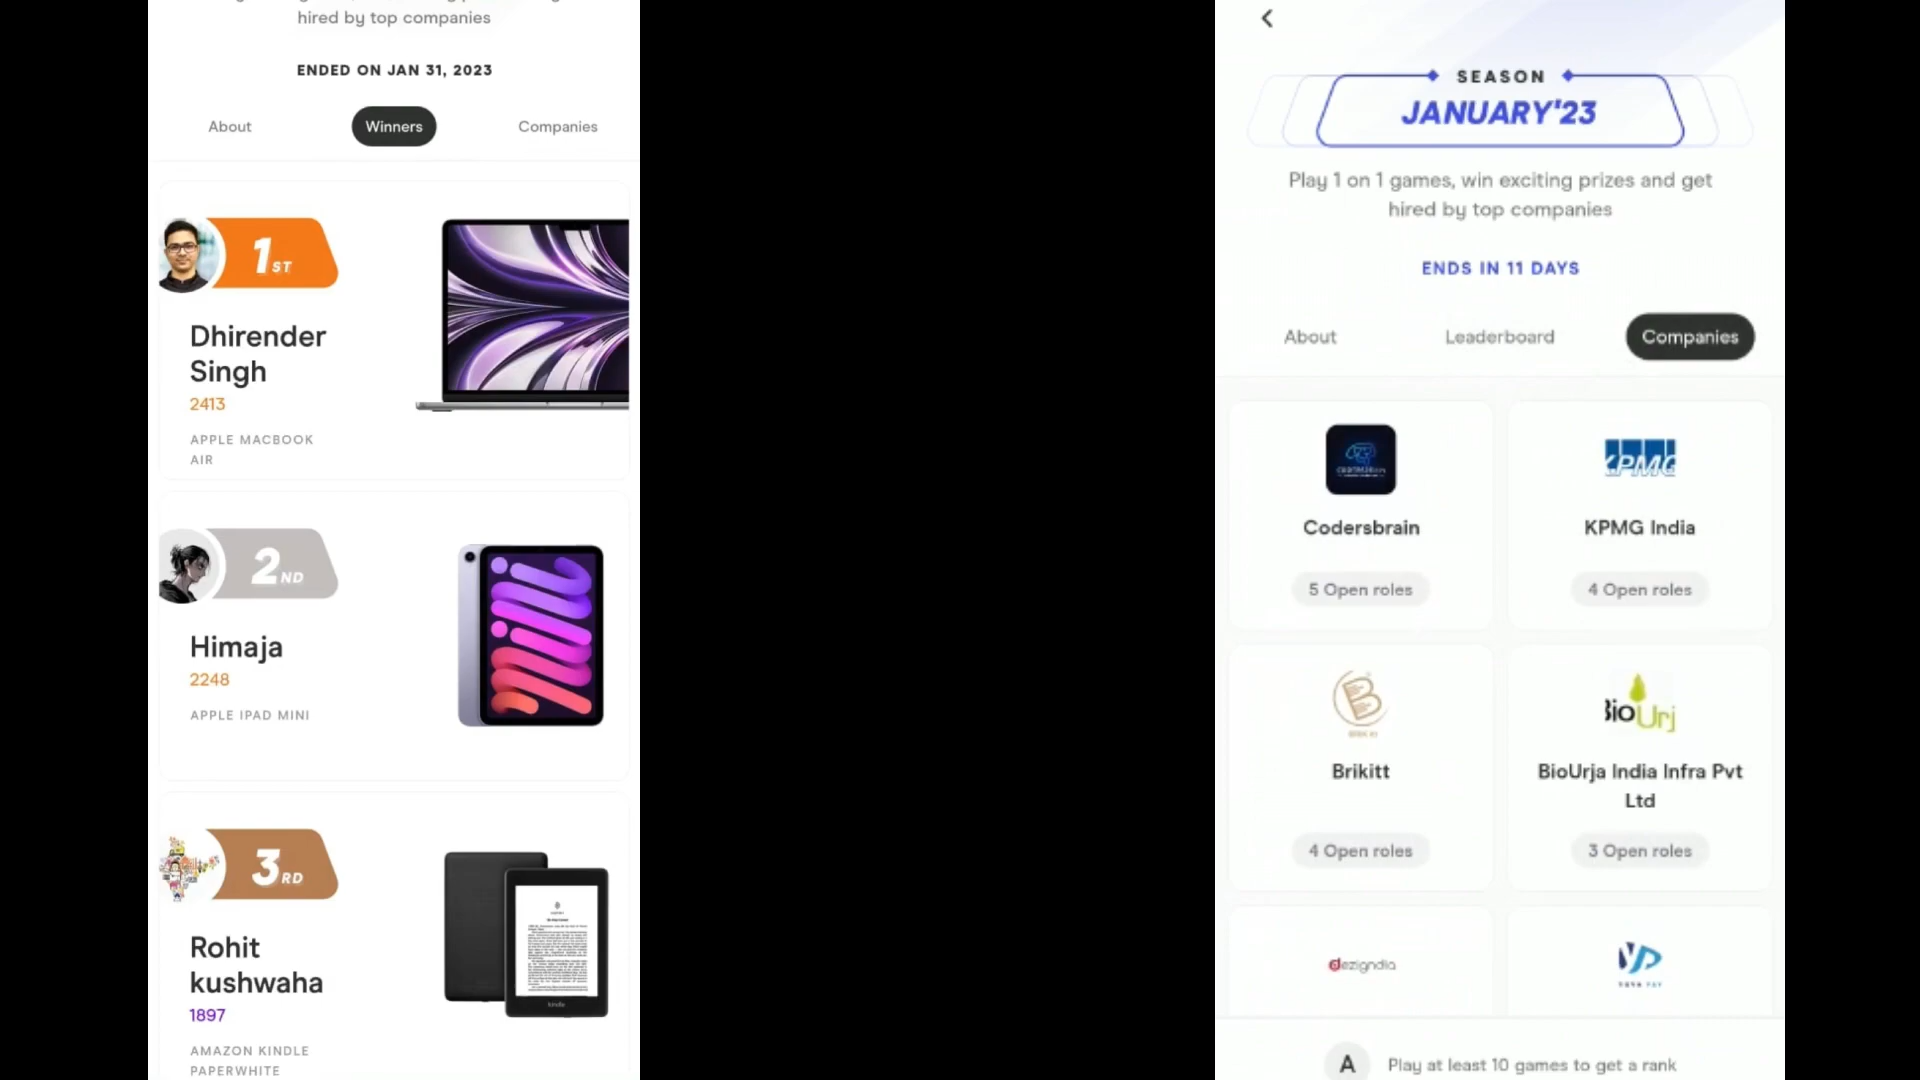 hired by top companies
ENDED ON JAN 31, 2023
About
Winners
Companies
1ST
Dhirender
Singh
2413
APPLE MACBOOK
AIR
2ND
Himaja
2248
APPLE IPAD MINI
3RD
Rohit
kushwaha
1897
AMAZON KINDLE
PAPERWHITE
kindle
SEASON
JANUARY'23
Play 1 on 1 games, win exciting prizes and get
hired by top companies
ENDS IN 11 DAYS
About
Leaderboard
Companies
KPMG
Codersbrain
KPMG India
5 Open roles
4 Open roles
BioUrj
Brikitt
BioUrja India Infra Pvt
Ltd
4 Open roles
3 Open roles
dezigndia
A
Play at least 10 games to get a rank